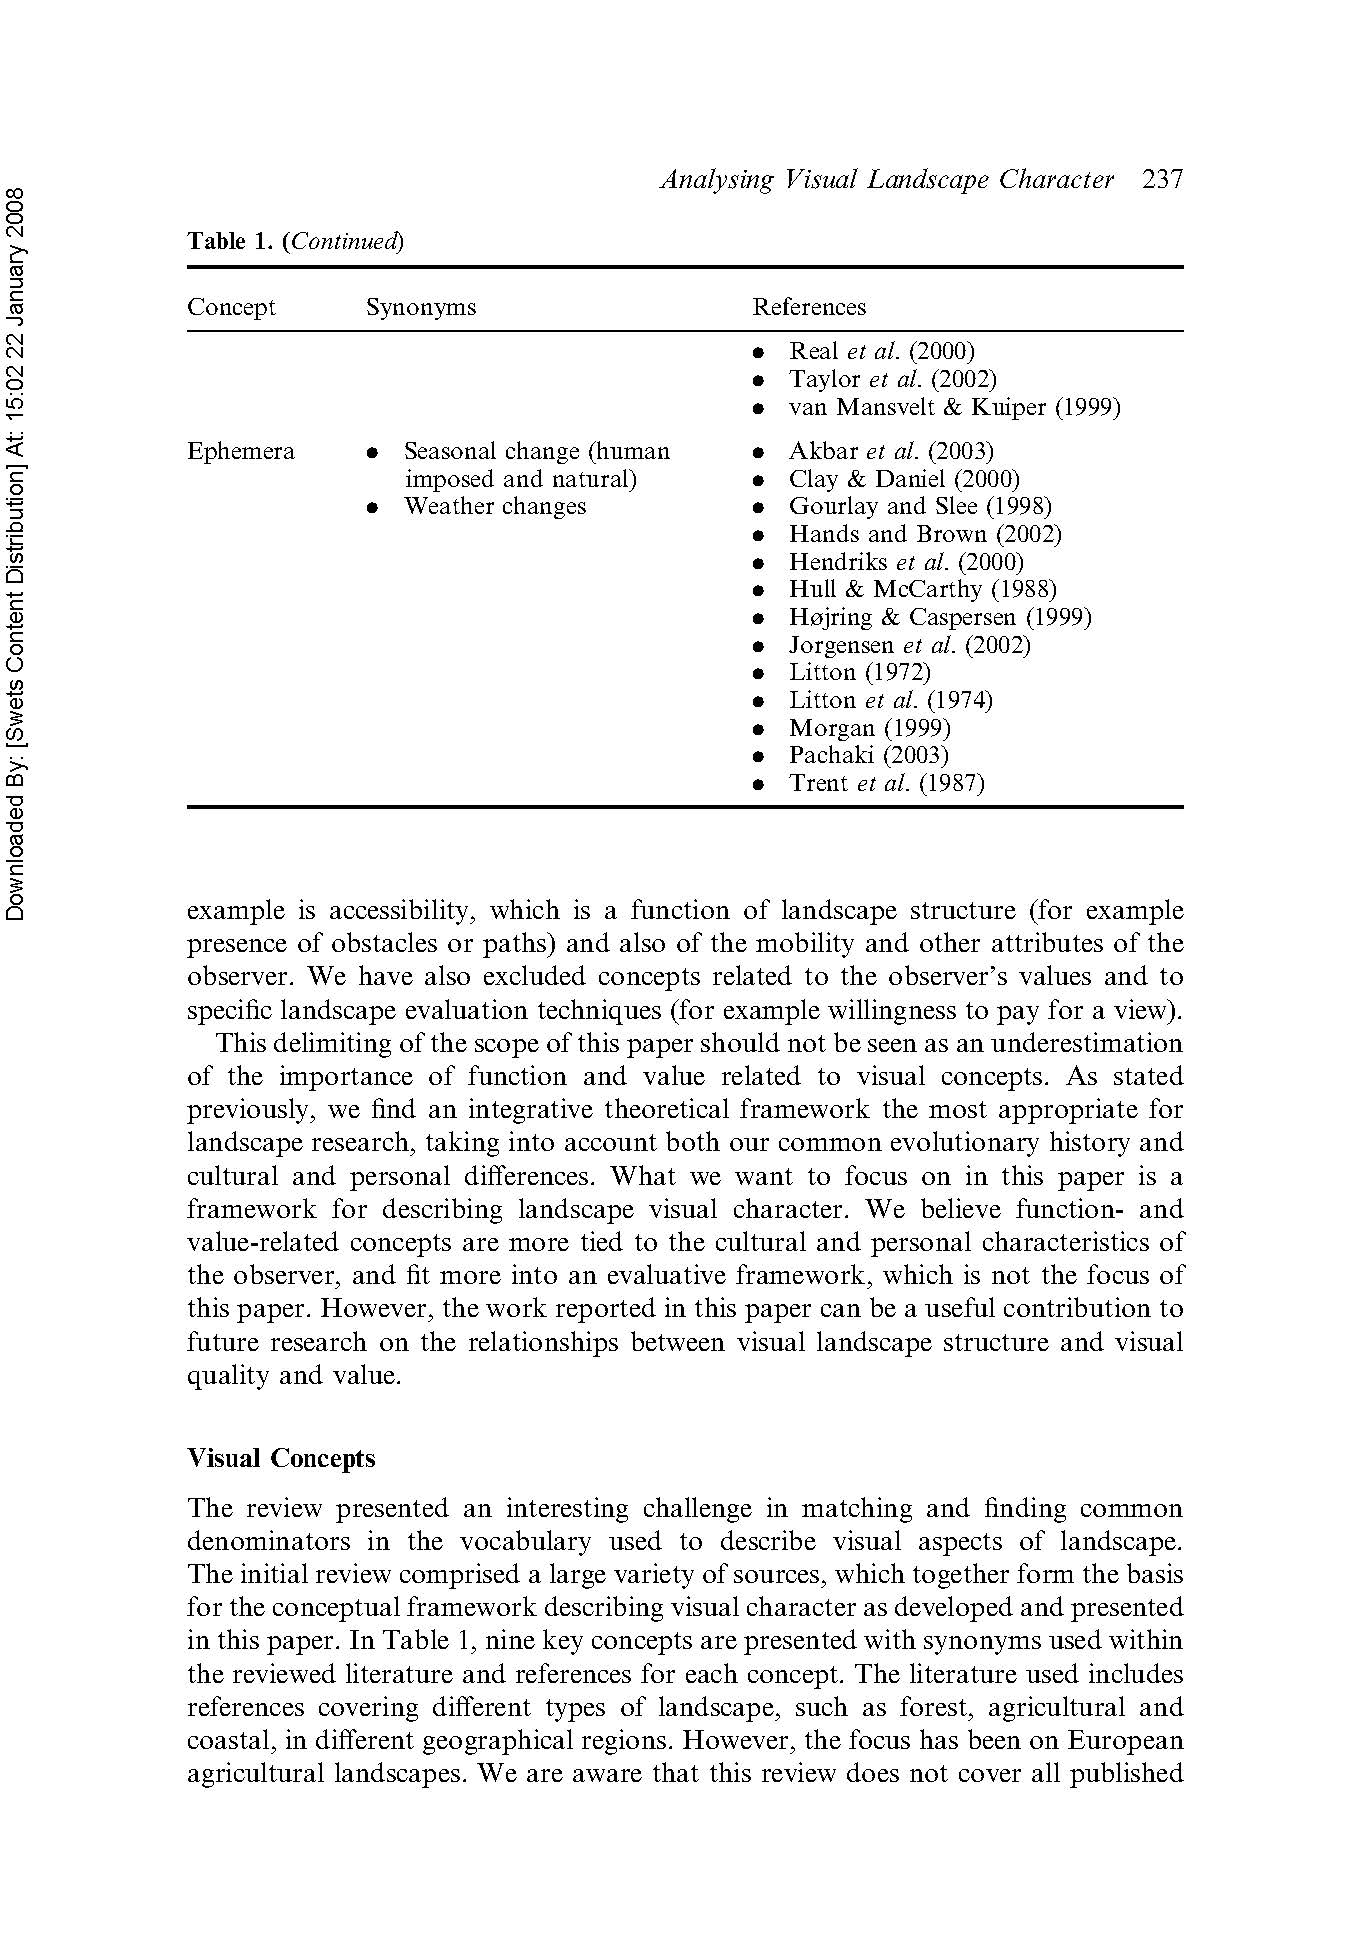 Analysing Visual Landscape Character 237
Table 1. (Continued)
Concept Synonyms References
● Real et al. (2000)
● Taylor et al. (2002)
● van Mansvelt & Kuiper (1999)
Ephemera ● Seasonal change (human ● Akbar et al. (2003)
imposed and natural) ● Clay & Daniel (2000)
● Weather changes ● Gourlay and Slee (1998)
● Hands and Brown (2002)
● Hendriks et al. (2000)
● Hull & McCarthy (1988)
● Højring & Caspersen (1999)
● Jorgensen et al. (2002)
● Litton (1972)
● Litton et al. (1974)
● Morgan (1999)
● Pachaki (2003)
● Trent et al. (1987)
example is accessibility, which is a function of landscape structure (for example
presence of obstacles or paths) and also of the mobility and other attributes of the
observer. We have also excluded concepts related to the observer's values and to
specific landscape evaluation techniques (for example willingness to pay for a view).
This delimiting of the scope of this paper should not be seen as an underestimation
of the importance of function and value related to visual concepts. As stated
previously, we find an integrative theoretical framework the most appropriate for
landscape research, taking into account both our common evolutionary history and
cultural and personal differences. What we want to focus on in this paper is a
framework for describing landscape visual character. We believe function- and
value-related concepts are more tied to the cultural and personal characteristics of
the observer, and fit more into an evaluative framework, which is not the focus of
this paper. However, the work reported in this paper can be a useful contribution to
future research on the relationships between visual landscape structure and visual
quality and value.
Visual Concepts
The review presented an interesting challenge in matching and finding common
denominators in the vocabulary used to describe visual aspects of landscape.
The initial review comprised a large variety of sources, which together form the basis
for the conceptual framework describing visual character as developed and presented
in this paper. In Table 1, nine key concepts are presented with synonyms used within
the reviewed literature and references for each concept. The literature used includes
references covering different types of landscape, such as forest, agricultural and
coastal, in different geographical regions. However, the focus has been on European
agricultural landscapes. We are aware that this review does not cover all published
Downloaded By: [Swets Content Distribution] At: 15:02 22 January 2008